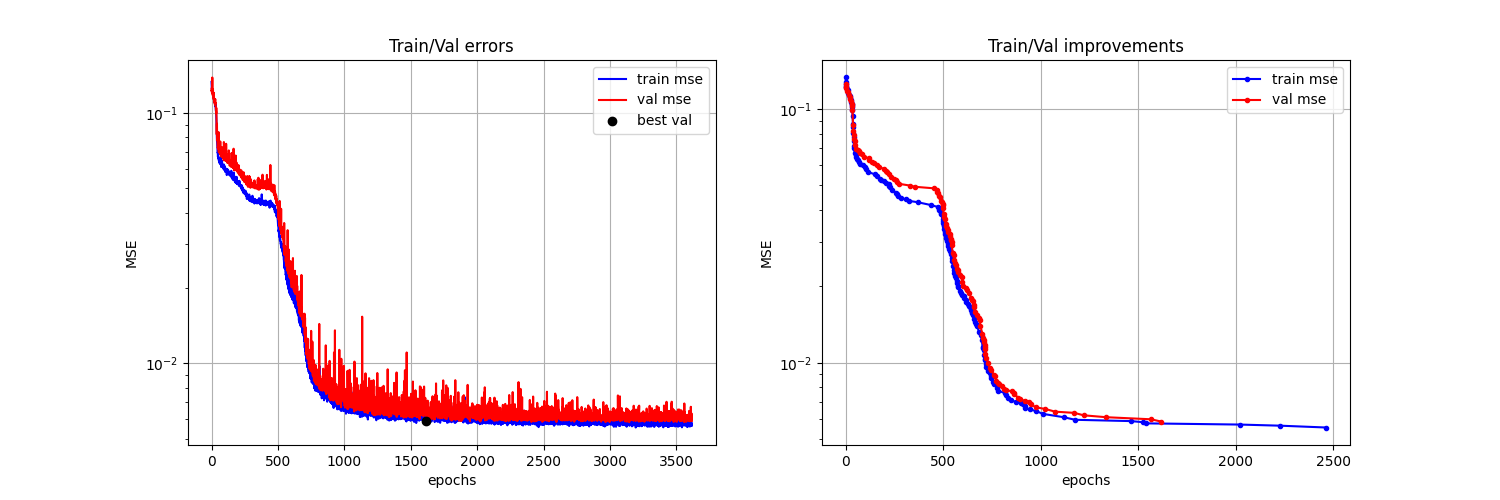 Train/Val errors
train mse
val mse
best val
MSE
10⁻¹
10⁻²
0 500 1000 1500 2000 2500 3000 3500
epochs
Train/Val improvements
train mse
val mse
MSE
10⁻¹
10⁻²
0 500 1000 1500 2000 2500
epochs